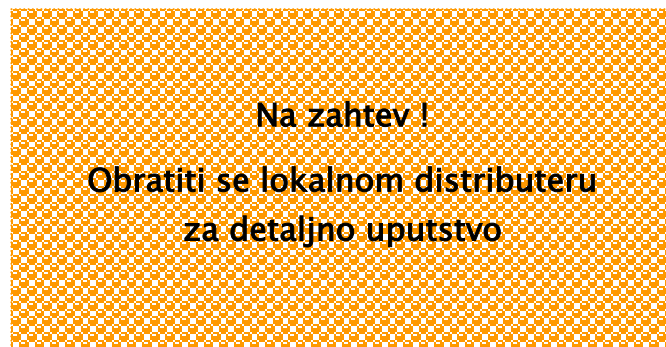 Na zahtev !
Obratiti se lokalnom distributeru
za detaljno uputstvo